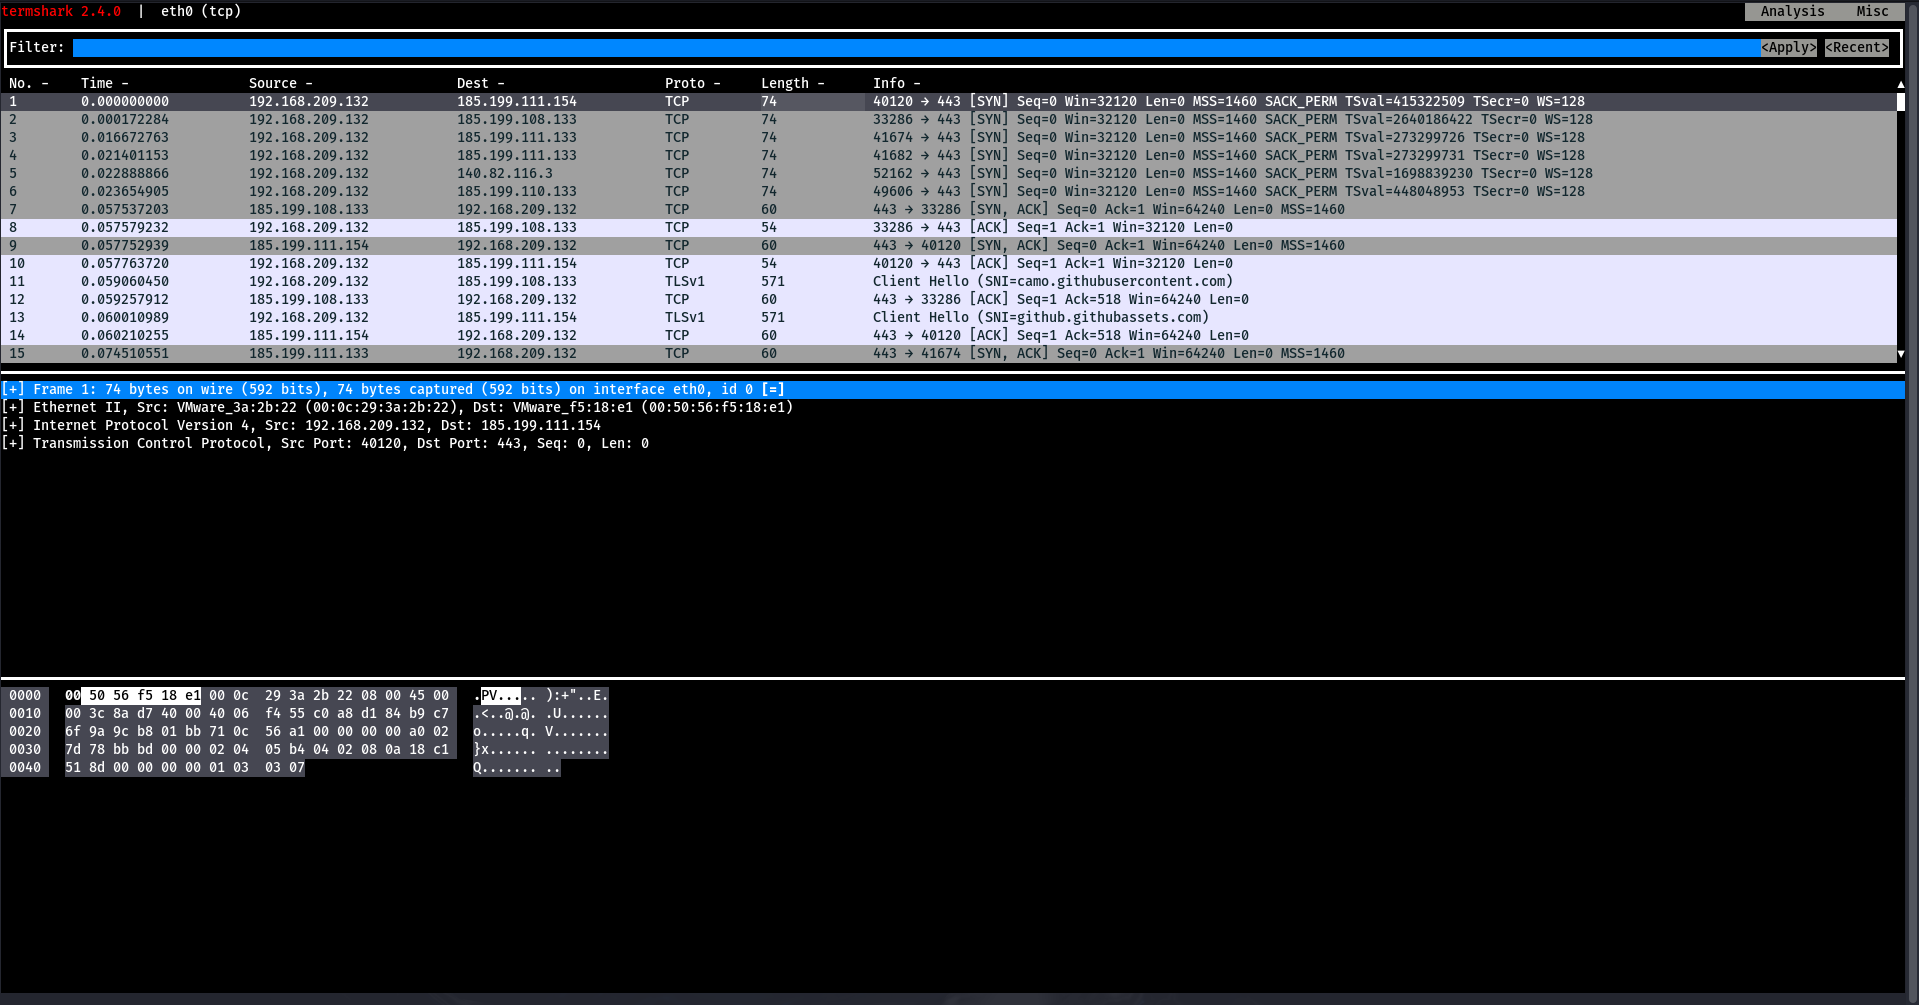 termshark 2.4.0 | eth0 (tcp) Analysis Misc
Filter: <Apply> <Recent>
No. - Time - Source - Dest - Proto - Length - Info -
1 0.000000000 192.168.209.132 185.199.111.154 TCP 74 40120 → 443 [SYN] Seq=0 Win=32120 Len=0 MSS=1460 SACK_PERM TSval=415322509 TSecr=0 WS=128
2 0.000172284 192.168.209.132 185.199.108.133 TCP 74 33286 → 443 [SYN] Seq=0 Win=32120 Len=0 MSS=1460 SACK_PERM TSval=2640186422 TSecr=0 WS=128
3 0.016672763 192.168.209.132 185.199.111.133 TCP 74 41674 → 443 [SYN] Seq=0 Win=32120 Len=0 MSS=1460 SACK_PERM TSval=273299726 TSecr=0 WS=128
4 0.021401153 192.168.209.132 185.199.111.133 TCP 74 41682 → 443 [SYN] Seq=0 Win=32120 Len=0 MSS=1460 SACK_PERM TSval=273299731 TSecr=0 WS=128
5 0.022888866 192.168.209.132 140.82.116.3 TCP 74 52162 → 443 [SYN] Seq=0 Win=32120 Len=0 MSS=1460 SACK_PERM TSval=1698839230 TSecr=0 WS=128
6 0.023654905 192.168.209.132 185.199.110.133 TCP 74 49606 → 443 [SYN] Seq=0 Win=32120 Len=0 MSS=1460 SACK_PERM TSval=448048953 TSecr=0 WS=128
7 0.057537203 185.199.108.133 192.168.209.132 TCP 60 443 → 33286 [SYN, ACK] Seq=0 Ack=1 Win=64240 Len=0 MSS=1460
8 0.057579232 192.168.209.132 185.199.108.133 TCP 54 33286 → 443 [ACK] Seq=1 Ack=1 Win=32120 Len=0
9 0.057752939 185.199.111.154 192.168.209.132 TCP 60 443 → 40120 [SYN, ACK] Seq=0 Ack=1 Win=64240 Len=0 MSS=1460
10 0.057763720 192.168.209.132 185.199.111.154 TCP 54 40120 → 443 [ACK] Seq=1 Ack=1 Win=32120 Len=0
11 0.059060450 192.168.209.132 185.199.108.133 TLSv1 571 Client Hello (SNI=camo.githubusercontent.com)
12 0.059257912 185.199.108.133 192.168.209.132 TCP 60 443 → 33286 [ACK] Seq=1 Ack=518 Win=64240 Len=0
13 0.060010989 192.168.209.132 185.199.111.154 TLSv1 571 Client Hello (SNI=github.githubassets.com)
14 0.060210255 185.199.111.154 192.168.209.132 TCP 60 443 → 40120 [ACK] Seq=1 Ack=518 Win=64240 Len=0
15 0.074510551 185.199.111.133 192.168.209.132 TCP 60 443 → 41674 [SYN, ACK] Seq=0 Ack=1 Win=64240 Len=0 MSS=1460
[+] Frame 1: 74 bytes on wire (592 bits), 74 bytes captured (592 bits) on interface eth0, id 0 [=]
[+] Ethernet II, Src: VMware_3a:2b:22 (00:0c:29:3a:2b:22), Dst: VMware_f5:18:e1 (00:50:56:f5:18:e1)
[+] Internet Protocol Version 4, Src: 192.168.209.132, Dst: 185.199.111.154
[+] Transmission Control Protocol, Src Port: 40120, Dst Port: 443, Seq: 0, Len: 0
0000 00 50 56 f5 18 e1 00 0c 29 3a 2b 22 08 00 45 00 .PV..... ):+"..E.
0010 00 3c 8a d7 40 00 40 06 f4 55 c0 a8 d1 84 b9 c7 .<..@.@. .U......
0020 6f 9a 9c b8 01 bb 71 0c 56 a1 00 00 00 00 a0 02 o.....q. V.......
0030 7d 78 bb bd 00 00 02 04 05 b4 04 02 08 0a 18 c1 }x...... ........
0040 51 8d 00 00 00 00 01 03 03 07 Q....... ..